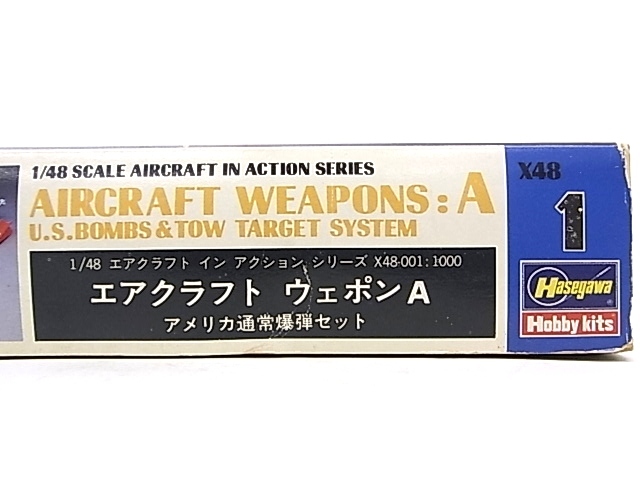 1/48 SCALE AIRCRAFT IN ACTION SERIES
AIRCRAFT WEAPONS: A
U.S. BOMBS & TOW TARGET SYSTEM
1/48 エアクラフト イン アクション シリーズ X48-001:1000
エアクラフト ウェポン A
アメリカ通常爆弾セット
X48
1
Hasegawa
Hobby kits